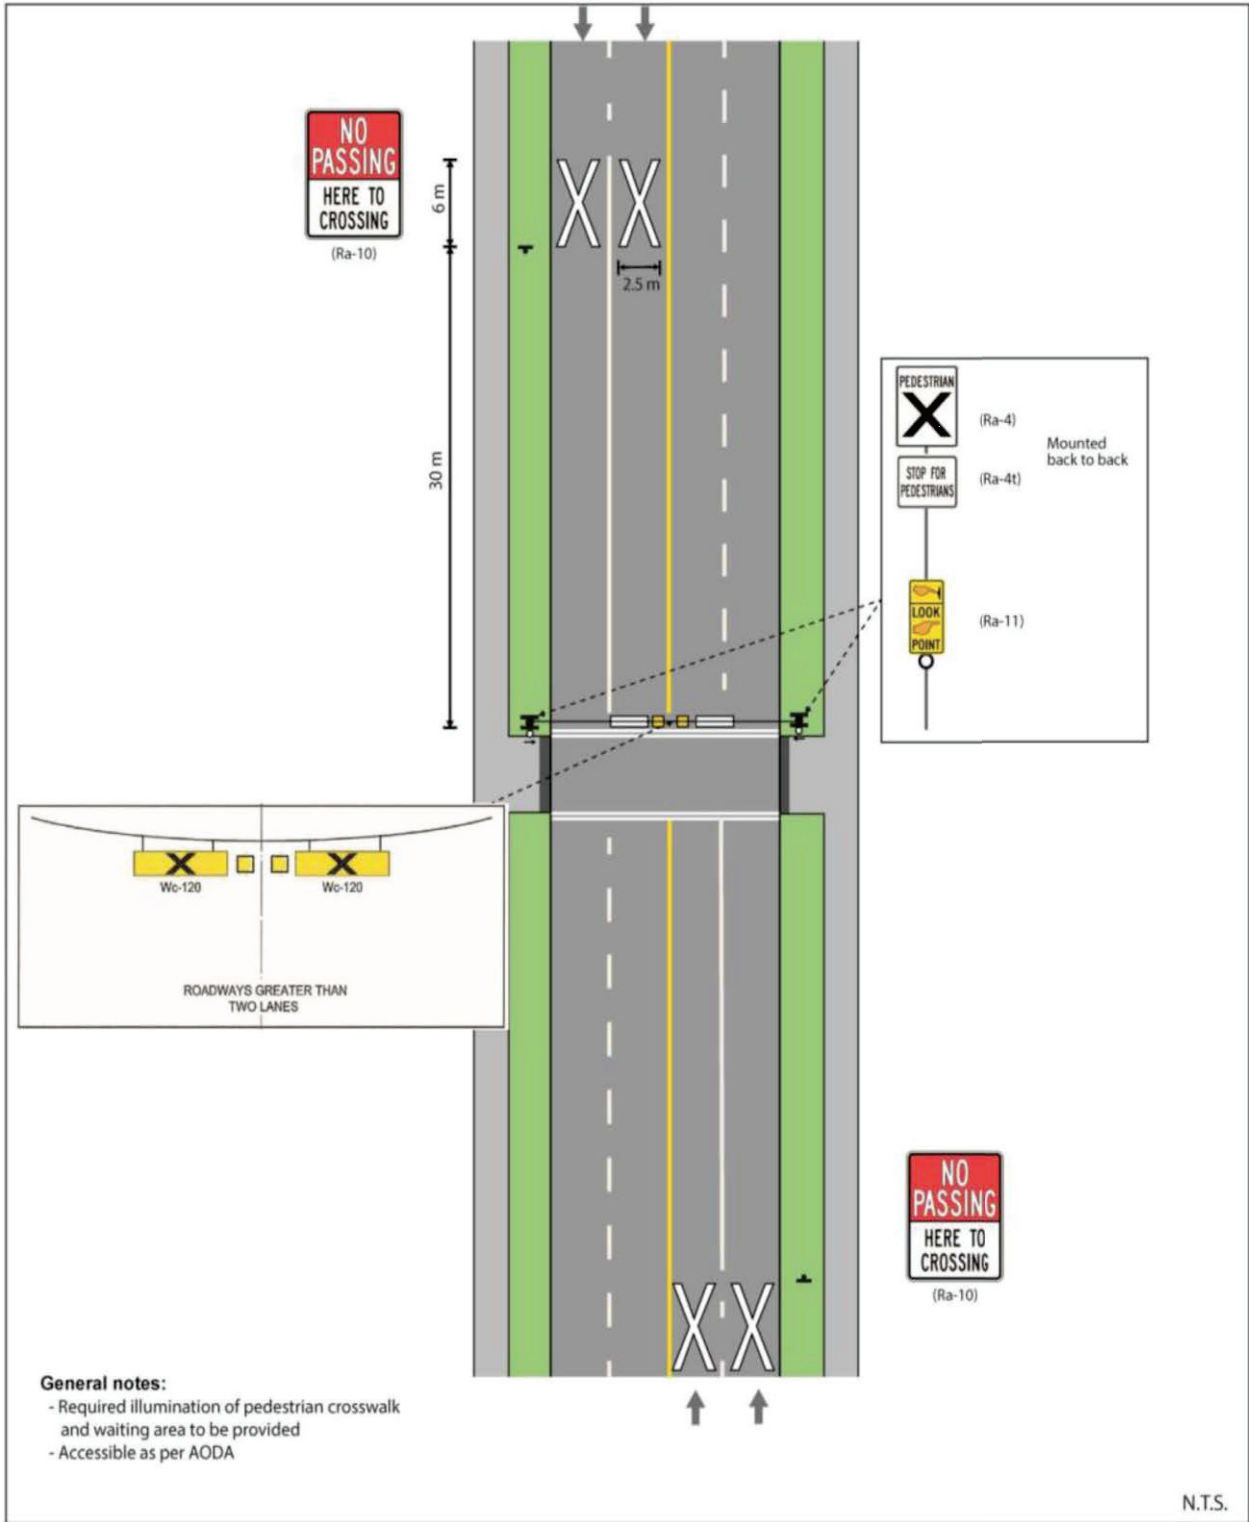 NO
PASSING
HERE TO
CROSSING
(Ra-10)
6 m
2.5 m
30 m
PEDESTRIAN
X
(Ra-4)
Mounted
back to back
STOP FOR
PEDESTRIANS
(Ra-4t)
LOOK
POINT
(Ra-11)
X X
Wc-120 Wc-120
ROADWAYS GREATER THAN
TWO LANES
NO
PASSING
HERE TO
CROSSING
(Ra-10)
General notes:
- Required illumination of pedestrian crosswalk
and waiting area to be provided
- Accessible as per AODA
N.T.S.